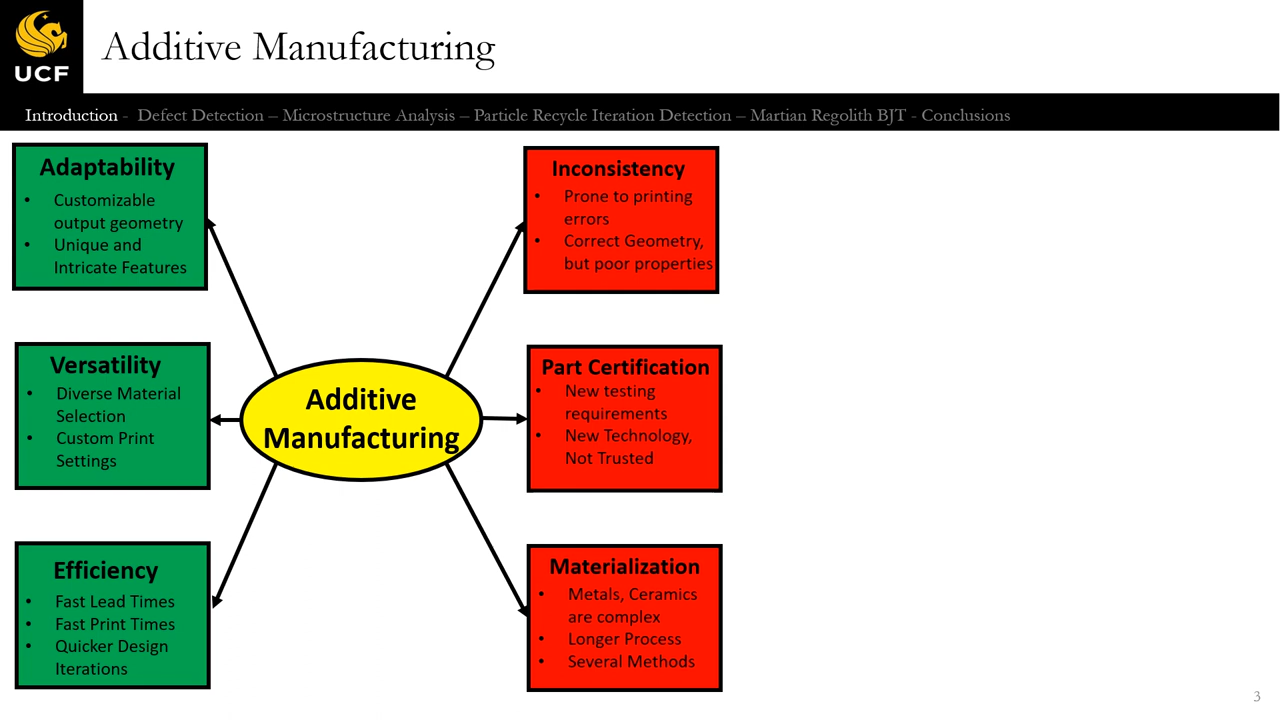 UCF
Additive Manufacturing
Introduction - Defect Detection – Microstructure Analysis – Particle Recycle Iteration Detection – Martian Regolith BJT - Conclusions
Adaptability
• Customizable
output geometry
• Unique and
Intricate Features
Versatility
• Diverse Material
Selection
• Custom Print
Settings
Efficiency
• Fast Lead Times
• Fast Print Times
• Quicker Design
Iterations
Additive
Manufacturing
Inconsistency
• Prone to printing
errors
• Correct Geometry,
but poor properties
Part Certification
• New testing
requirements
• New Technology,
Not Trusted
Materialization
• Metals, Ceramics
are complex
• Longer Process
• Several Methods
3